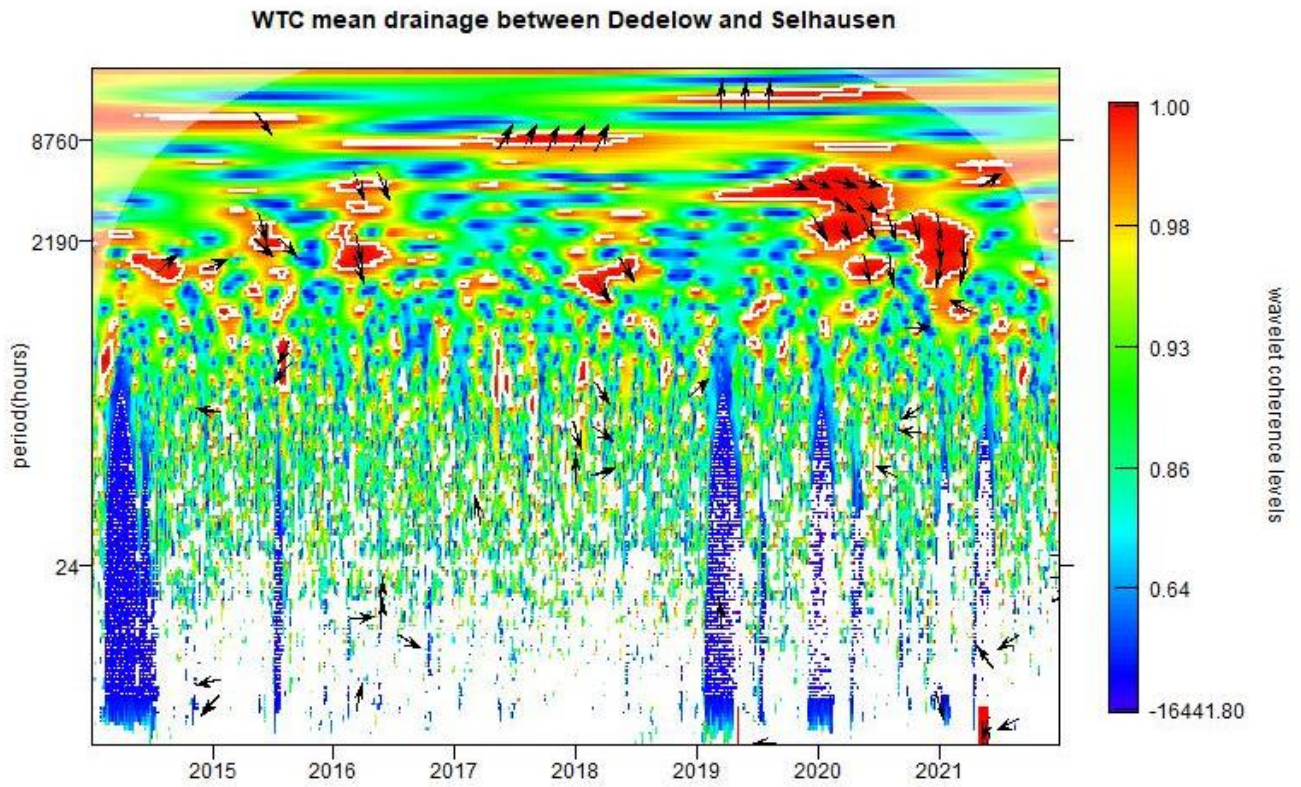 WTC mean drainage between Dedelow and Selhausen
8760
2190
24
period(hours)
2015 2016 2017 2018 2019 2020 2021
1.00
0.98
0.93
0.86
0.64
-16441.80
wavelet coherence levels